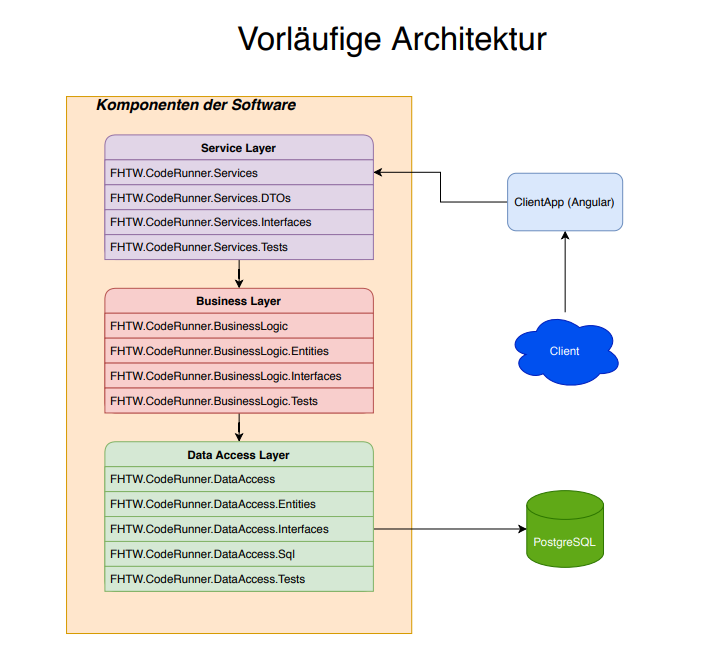 Vorläufige Architektur
Komponenten der Software
Service Layer
FHTW.CodeRunner.Services
FHTW.CodeRunner.Services.DTOs
FHTW.CodeRunner.Services.Interfaces
FHTW.CodeRunner.Services.Tests
Business Layer
FHTW.CodeRunner.BusinessLogic
FHTW.CodeRunner.BusinessLogic.Entities
FHTW.CodeRunner.BusinessLogic.Interfaces
FHTW.CodeRunner.BusinessLogic.Tests
Data Access Layer
FHTW.CodeRunner.DataAccess
FHTW.CodeRunner.DataAccess.Entities
FHTW.CodeRunner.DataAccess.Interfaces
FHTW.CodeRunner.DataAccess.Sql
FHTW.CodeRunner.DataAccess.Tests
ClientApp (Angular)
Client
PostgreSQL